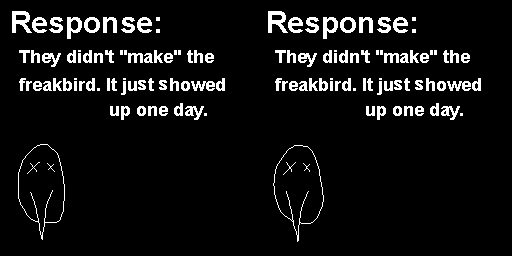 Response:
They didn't "make" the
freakbird. It just showed
up one day.
Response:
They didn't "make" the
freakbird. It just showed
up one day.